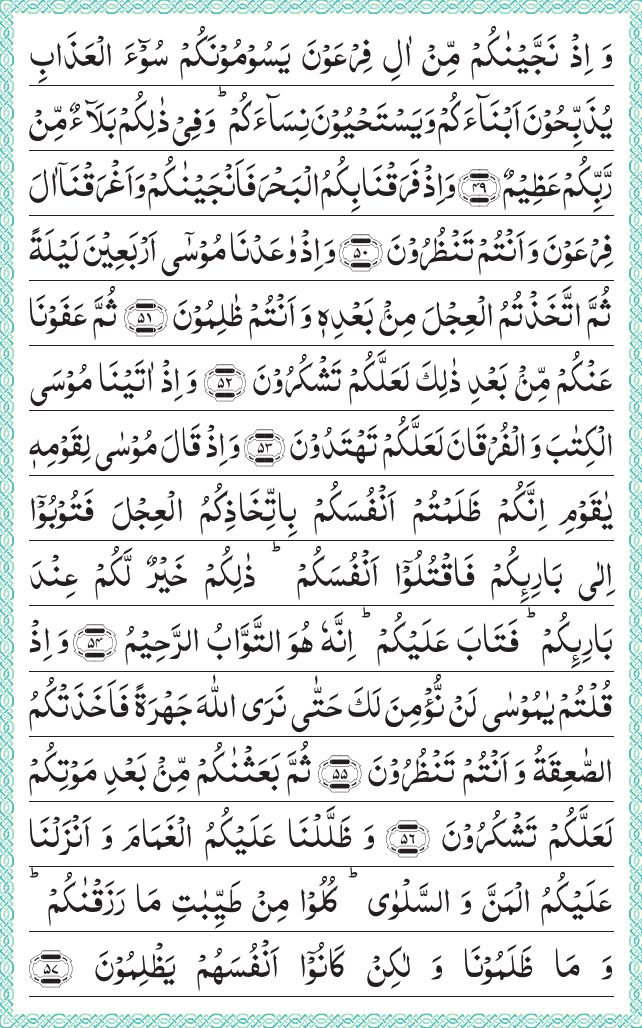 وَ اِذۡ نَجَّيۡنٰكُمۡ مِّنۡ اٰلِ فِرۡعَوۡنَ يَسُوۡمُوۡنَكُمۡ سُوۡٓءَ الۡعَذَابِ
يُذَبِّحُوۡنَ اَبۡنَآءَكُمۡ وَيَسۡتَحۡيُوۡنَ نِسَآءَكُمۡ ؕ وَفِىۡ ذٰلِكُمۡ بَلَآءٌ مِّنۡ
رَّبِّكُمۡ عَظِيۡمٌ ﴿۴۹﴾ وَاِذۡ فَرَقۡنَا بِكُمُ الۡبَحۡرَ فَاَنۡجَيۡنٰكُمۡ وَاَغۡرَقۡنَآ اٰلَ
فِرۡعَوۡنَ وَ اَنۡتُمۡ تَنۡظُرُوۡنَ ﴿۵۰﴾ وَاِذۡ وٰعَدۡنَا مُوۡسٰٓى اَرۡبَعِيۡنَ لَيۡلَةً
ثُمَّ اتَّخَذۡتُمُ الۡعِجۡلَ مِنۡۢ بَعۡدِهٖ وَ اَنۡتُمۡ ظٰلِمُوۡنَ ﴿۵۱﴾ ثُمَّ عَفَوۡنَا
عَنۡكُمۡ مِّنۡۢ بَعۡدِ ذٰلِكَ لَعَلَّكُمۡ تَشۡكُرُوۡنَ ﴿۵۲﴾ وَ اِذۡ اٰتَيۡنَا مُوۡسَى
الۡكِتٰبَ وَ الۡفُرۡقَانَ لَعَلَّكُمۡ تَهۡتَدُوۡنَ ﴿۵۳﴾ وَ اِذۡ قَالَ مُوۡسٰى لِقَوۡمِهٖ
يٰقَوۡمِ اِنَّكُمۡ ظَلَمۡتُمۡ اَنۡفُسَكُمۡ بِاتِّخَاذِكُمُ الۡعِجۡلَ فَتُوۡبُوۡٓا
اِلٰى بَارِئِكُمۡ فَاقۡتُلُوۡٓا اَنۡفُسَكُمۡ ؕ ذٰلِكُمۡ خَيۡرٌ لَّكُمۡ عِنۡدَ
بَارِئِكُمۡ ؕ فَتَابَ عَلَيۡكُمۡ ؕ اِنَّهٗ هُوَ التَّوَّابُ الرَّحِيۡمُ ﴿۵۴﴾ وَ اِذۡ
قُلۡتُمۡ يٰمُوۡسٰى لَنۡ نُّؤۡمِنَ لَكَ حَتّٰى نَرَى اللّٰهَ جَهۡرَةً فَاَخَذَتۡكُمُ
الصّٰعِقَةُ وَ اَنۡتُمۡ تَنۡظُرُوۡنَ ﴿۵۵﴾ ثُمَّ بَعَثۡنٰكُمۡ مِّنۡۢ بَعۡدِ مَوۡتِكُمۡ
لَعَلَّكُمۡ تَشۡكُرُوۡنَ ﴿۵۶﴾ وَ ظَلَّلۡنَا عَلَيۡكُمُ الۡغَمَامَ وَ اَنۡزَلۡنَا
عَلَيۡكُمُ الۡمَنَّ وَ السَّلۡوٰى ؕ كُلُوۡا مِنۡ طَيِّبٰتِ مَا رَزَقۡنٰكُمۡ ؕ
وَ مَا ظَلَمُوۡنَا وَ لٰكِنۡ كَانُوۡٓا اَنۡفُسَهُمۡ يَظۡلِمُوۡنَ ﴿۵۷﴾